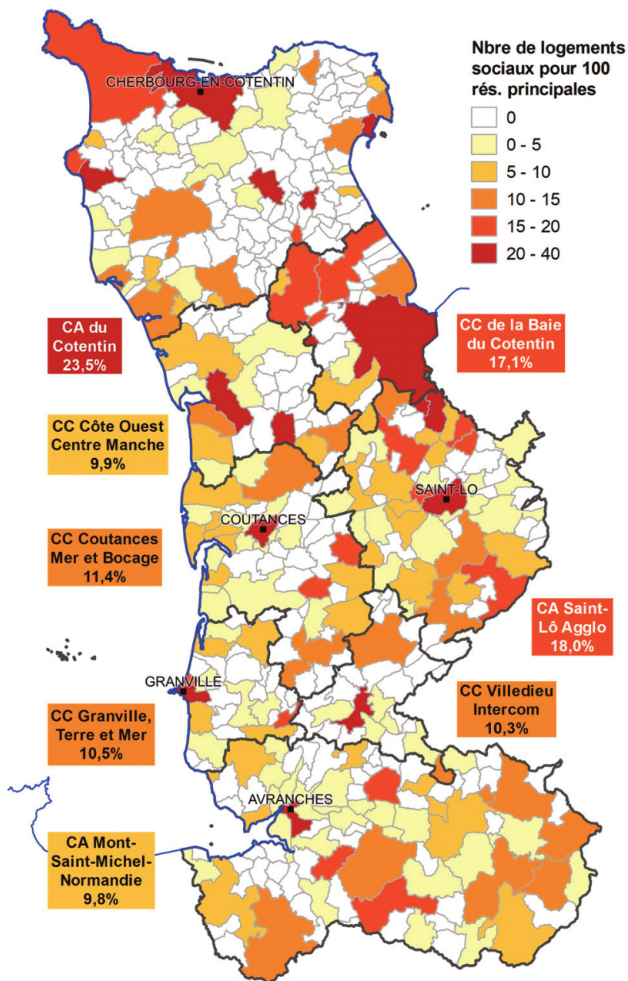 Nbre de logements
sociaux pour 100
rés. principales
0
0 - 5
5 - 10
10 - 15
15 - 20
20 - 40
CHERBOURG-EN-COTENTIN
CA du
Cotentin
23,5%
CC de la Baie
du Cotentin
17,1%
CC Côte Ouest
Centre Manche
9,9%
SAINT-LO
COUTANCES
CC Coutances
Mer et Bocage
11,4%
CA Saint-
Lô Agglo
18,0%
GRANVILLE
CC Villedieu
Intercom
10,3%
CC Granville,
Terre et Mer
10,5%
AVRANCHES
CA Mont-
Saint-Michel-
Normandie
9,8%